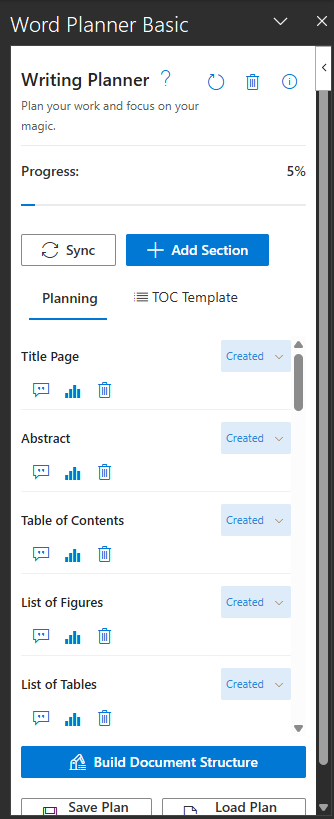 Word Planner Basic
Writing Planner ?
Plan your work and focus on your
magic.
Progress: 5%
Sync Add Section
Planning TOC Template
Title Page Created
Abstract Created
Table of Contents Created
List of Figures Created
List of Tables Created
Build Document Structure
Save Plan Load Plan